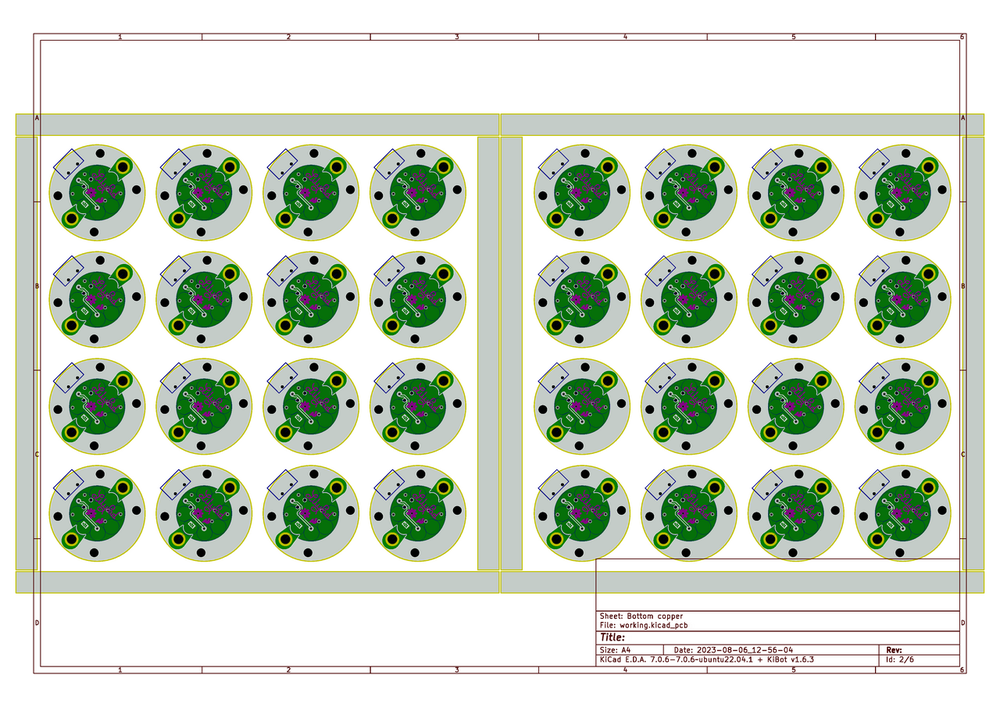 1 2 3 4 5 6
A A
B B
C C
D D
Sheet: Bottom copper
File: working.kicad_pcb
Title:
Size: A4 Date: 2023-08-06_12-56-04 Rev:
KiCad E.D.A. 7.0.6-7.0.6-ubuntu22.04.1 + KiBot v1.6.3 Id: 2/6
1 2 3 4 5 6